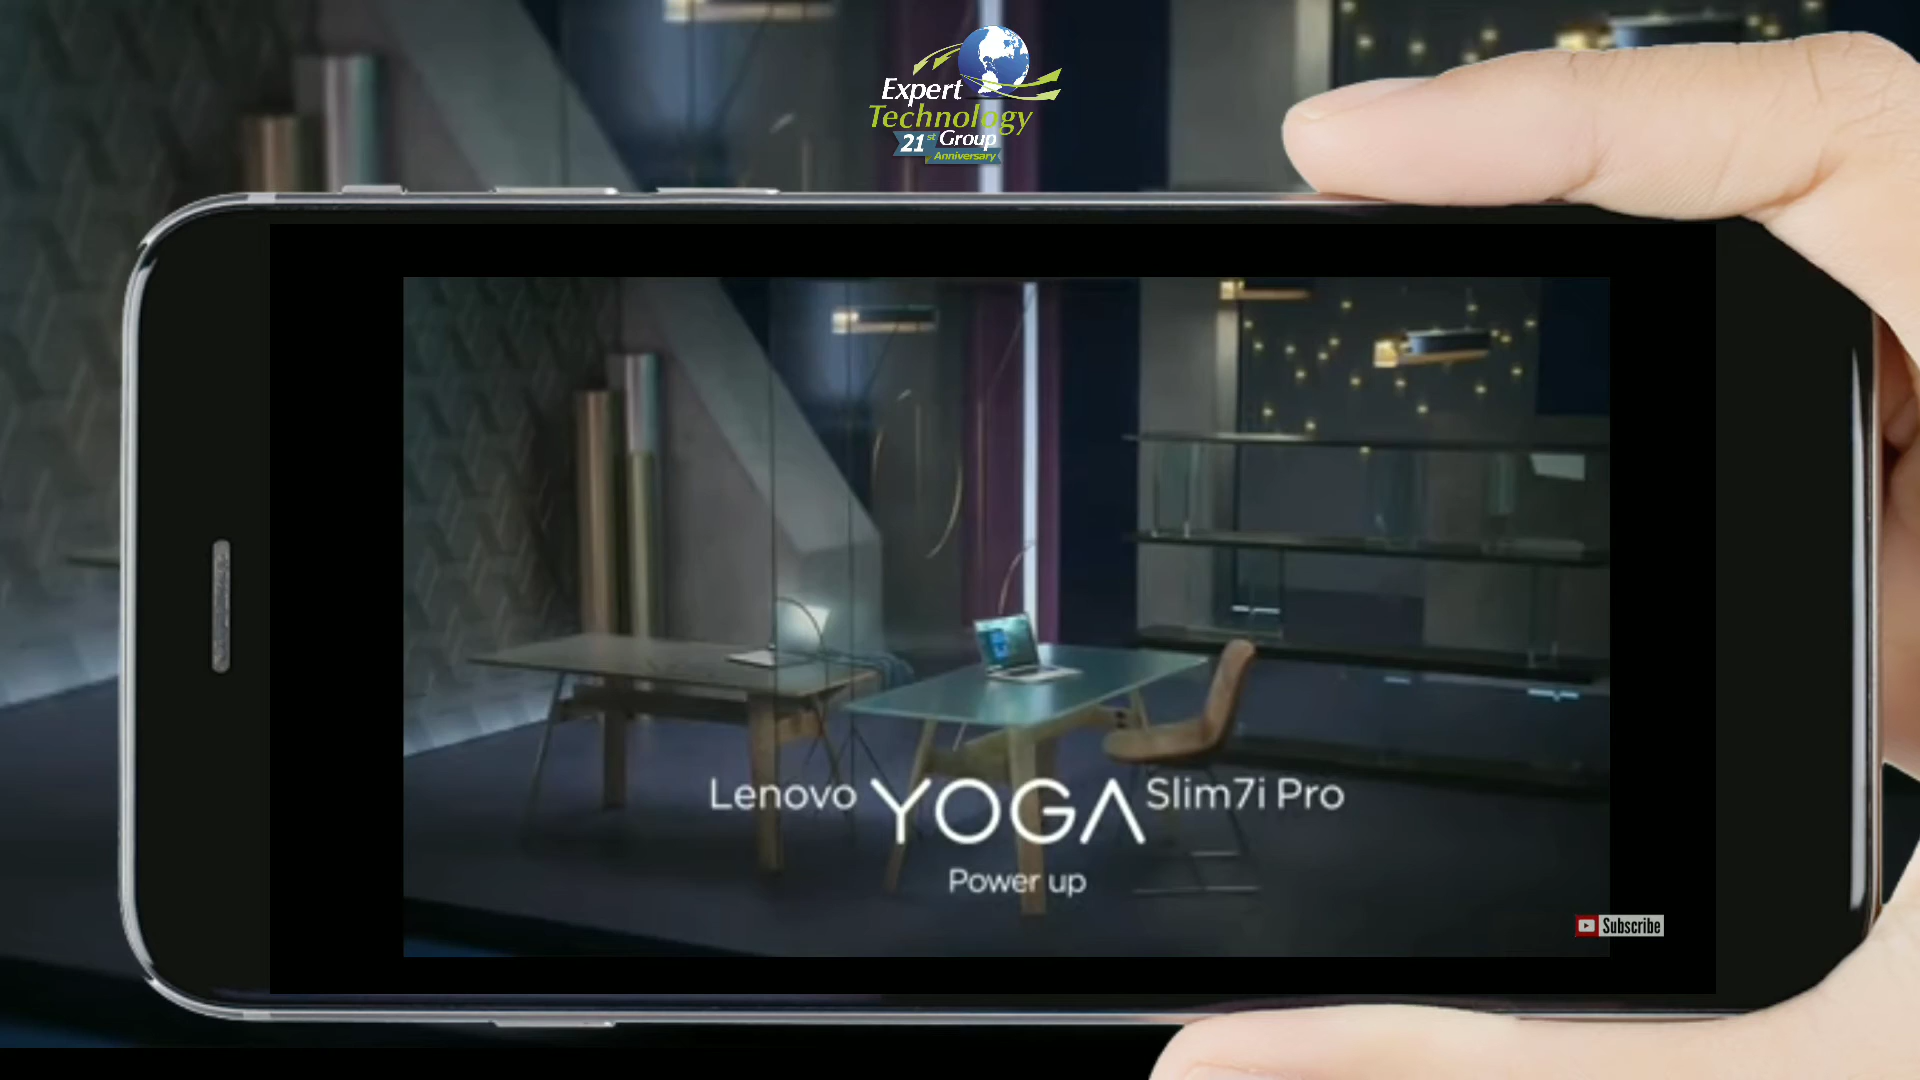 Expert
Technology
21st Group
Anniversary
Lenovo YOGA Slim7i Pro
Power up
Subscribe